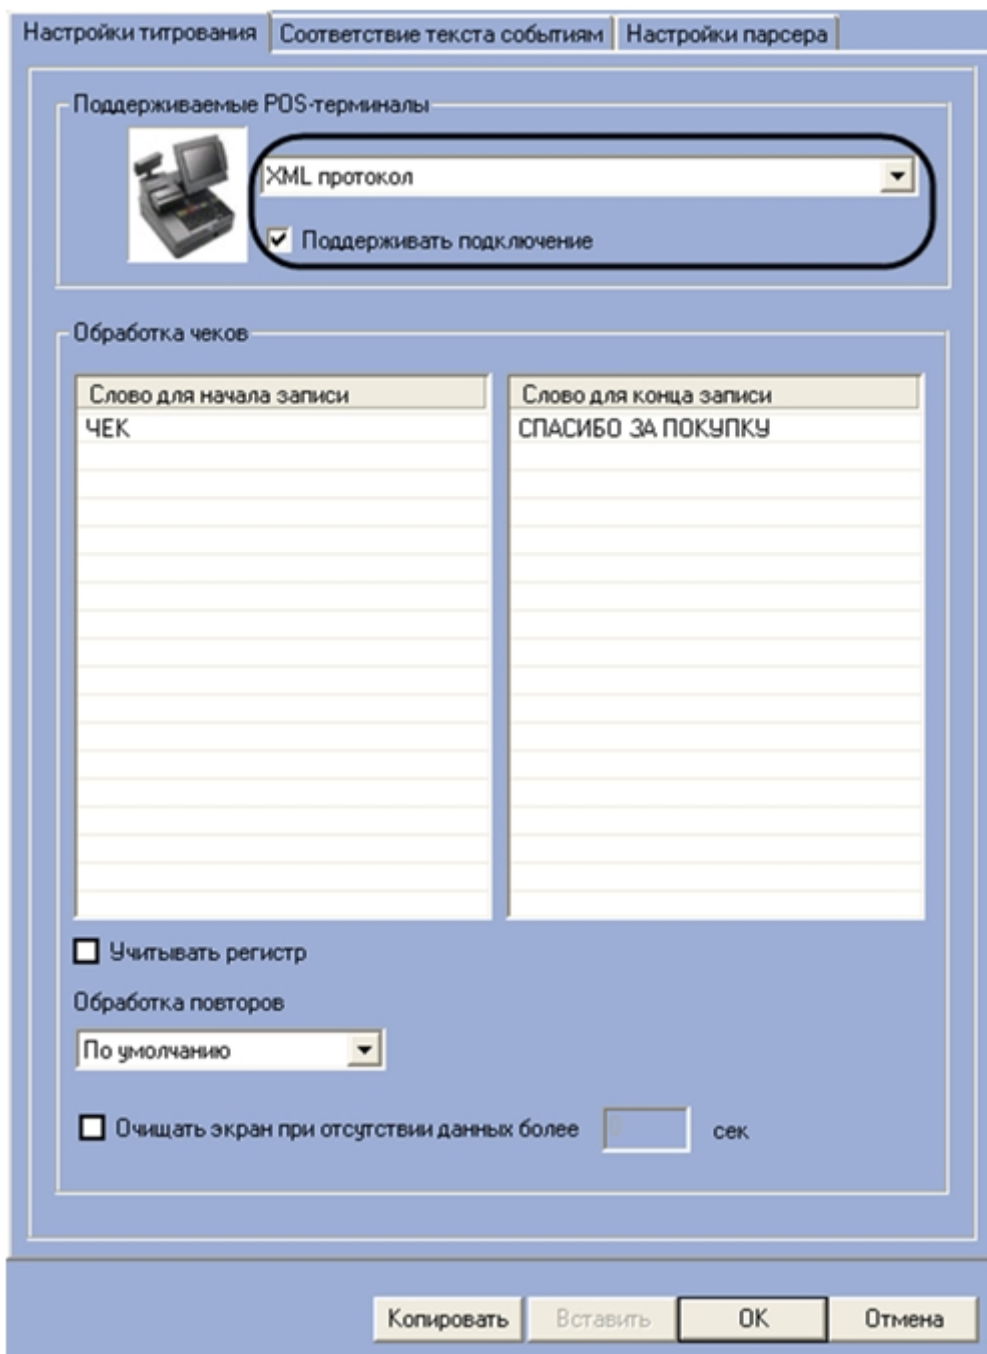 Настройки титрования Соответствие текста событиям Настройки парсера
Поддерживаемые POS-терминалы
XML протокол
Поддерживать подключение
Обработка чеков
Слово для начала записи Слово для конца записи
ЧЕК СПАСИБО ЗА ПОКУПКУ
Учитывать регистр
Обработка повторов
По умолчанию
Очищать экран при отсутствии данных более сек
Копировать Вставить OK Отмена